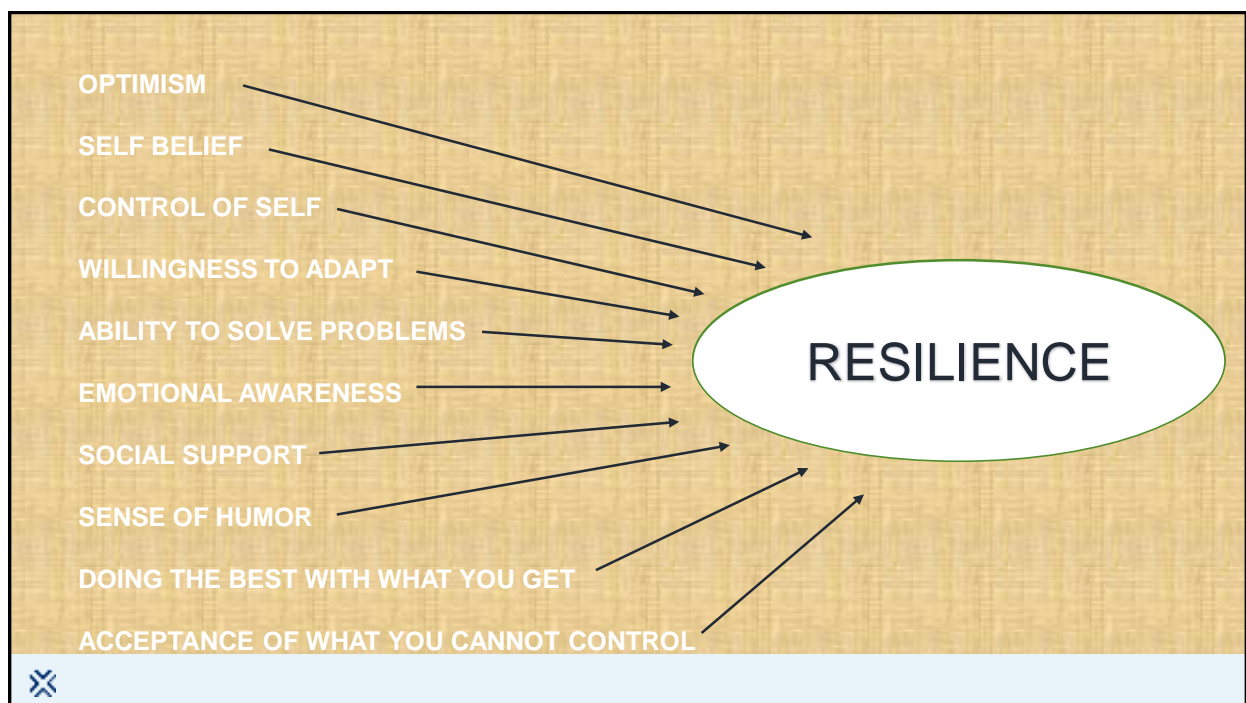 OPTIMISM
SELF BELIEF
CONTROL OF SELF
WILLINGNESS TO ADAPT
ABILITY TO SOLVE PROBLEMS
EMOTIONAL AWARENESS
SOCIAL SUPPORT
SENSE OF HUMOR
DOING THE BEST WITH WHAT YOU GET
ACCEPTANCE OF WHAT YOU CANNOT CONTROL
RESILIENCE